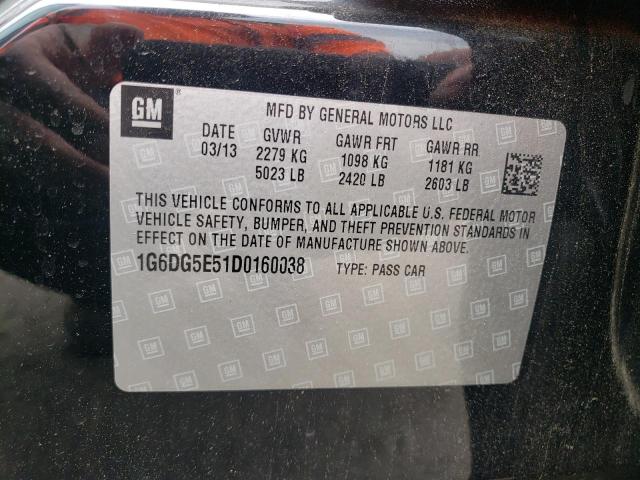 GM ® MFD BY GENERAL MOTORS LLC
DATE GVWR GAWR FRT GAWR RR
03/13 2279 KG 1098 KG 1181 KG
5023 LB 2420 LB 2603 LB
THIS VEHICLE CONFORMS TO ALL APPLICABLE U.S. FEDERAL MOTOR
VEHICLE SAFETY, BUMPER, AND THEFT PREVENTION STANDARDS IN
EFFECT ON THE DATE OF MANUFACTURE SHOWN ABOVE.
1G6DG5E51D0160038 TYPE: PASS CAR